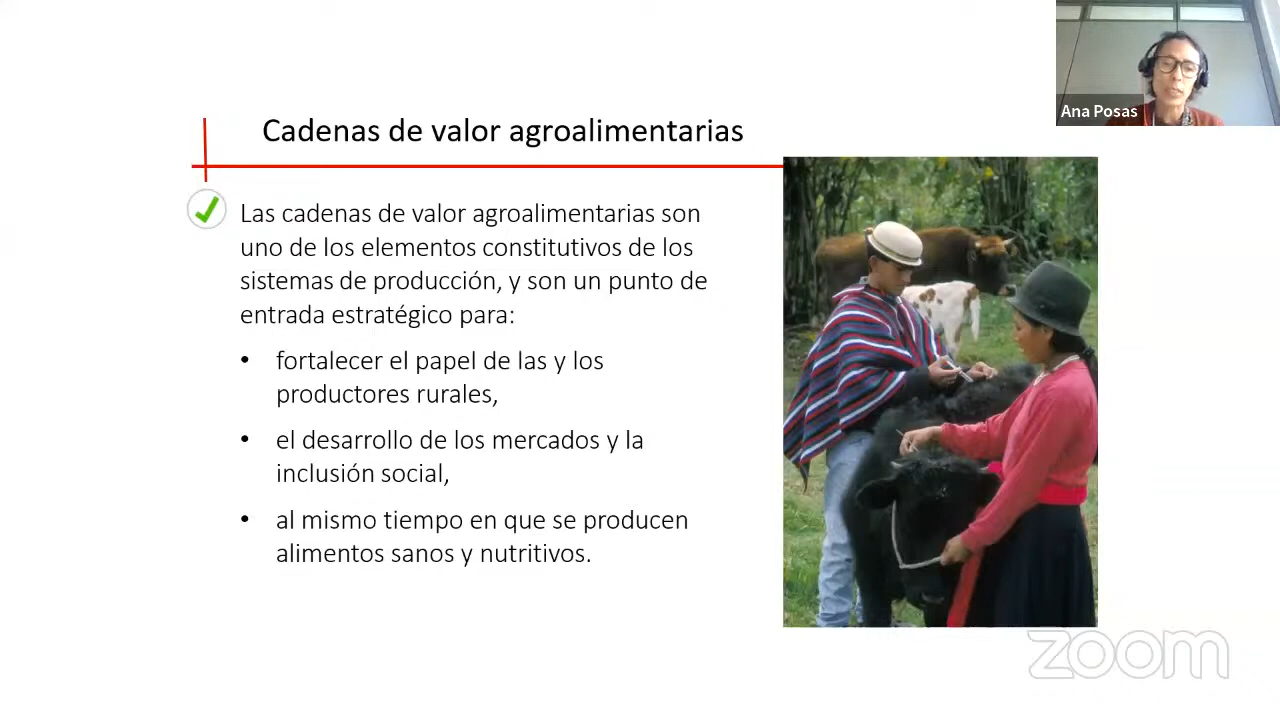 Ana Posas
Cadenas de valor agroalimentarias
Las cadenas de valor agroalimentarias son
uno de los elementos constitutivos de los
sistemas de producción, y son un punto de
entrada estratégico para:
• fortalecer el papel de las y los
productores rurales,
• el desarrollo de los mercados y la
inclusión social,
• al mismo tiempo en que se producen
alimentos sanos y nutritivos.
zoom